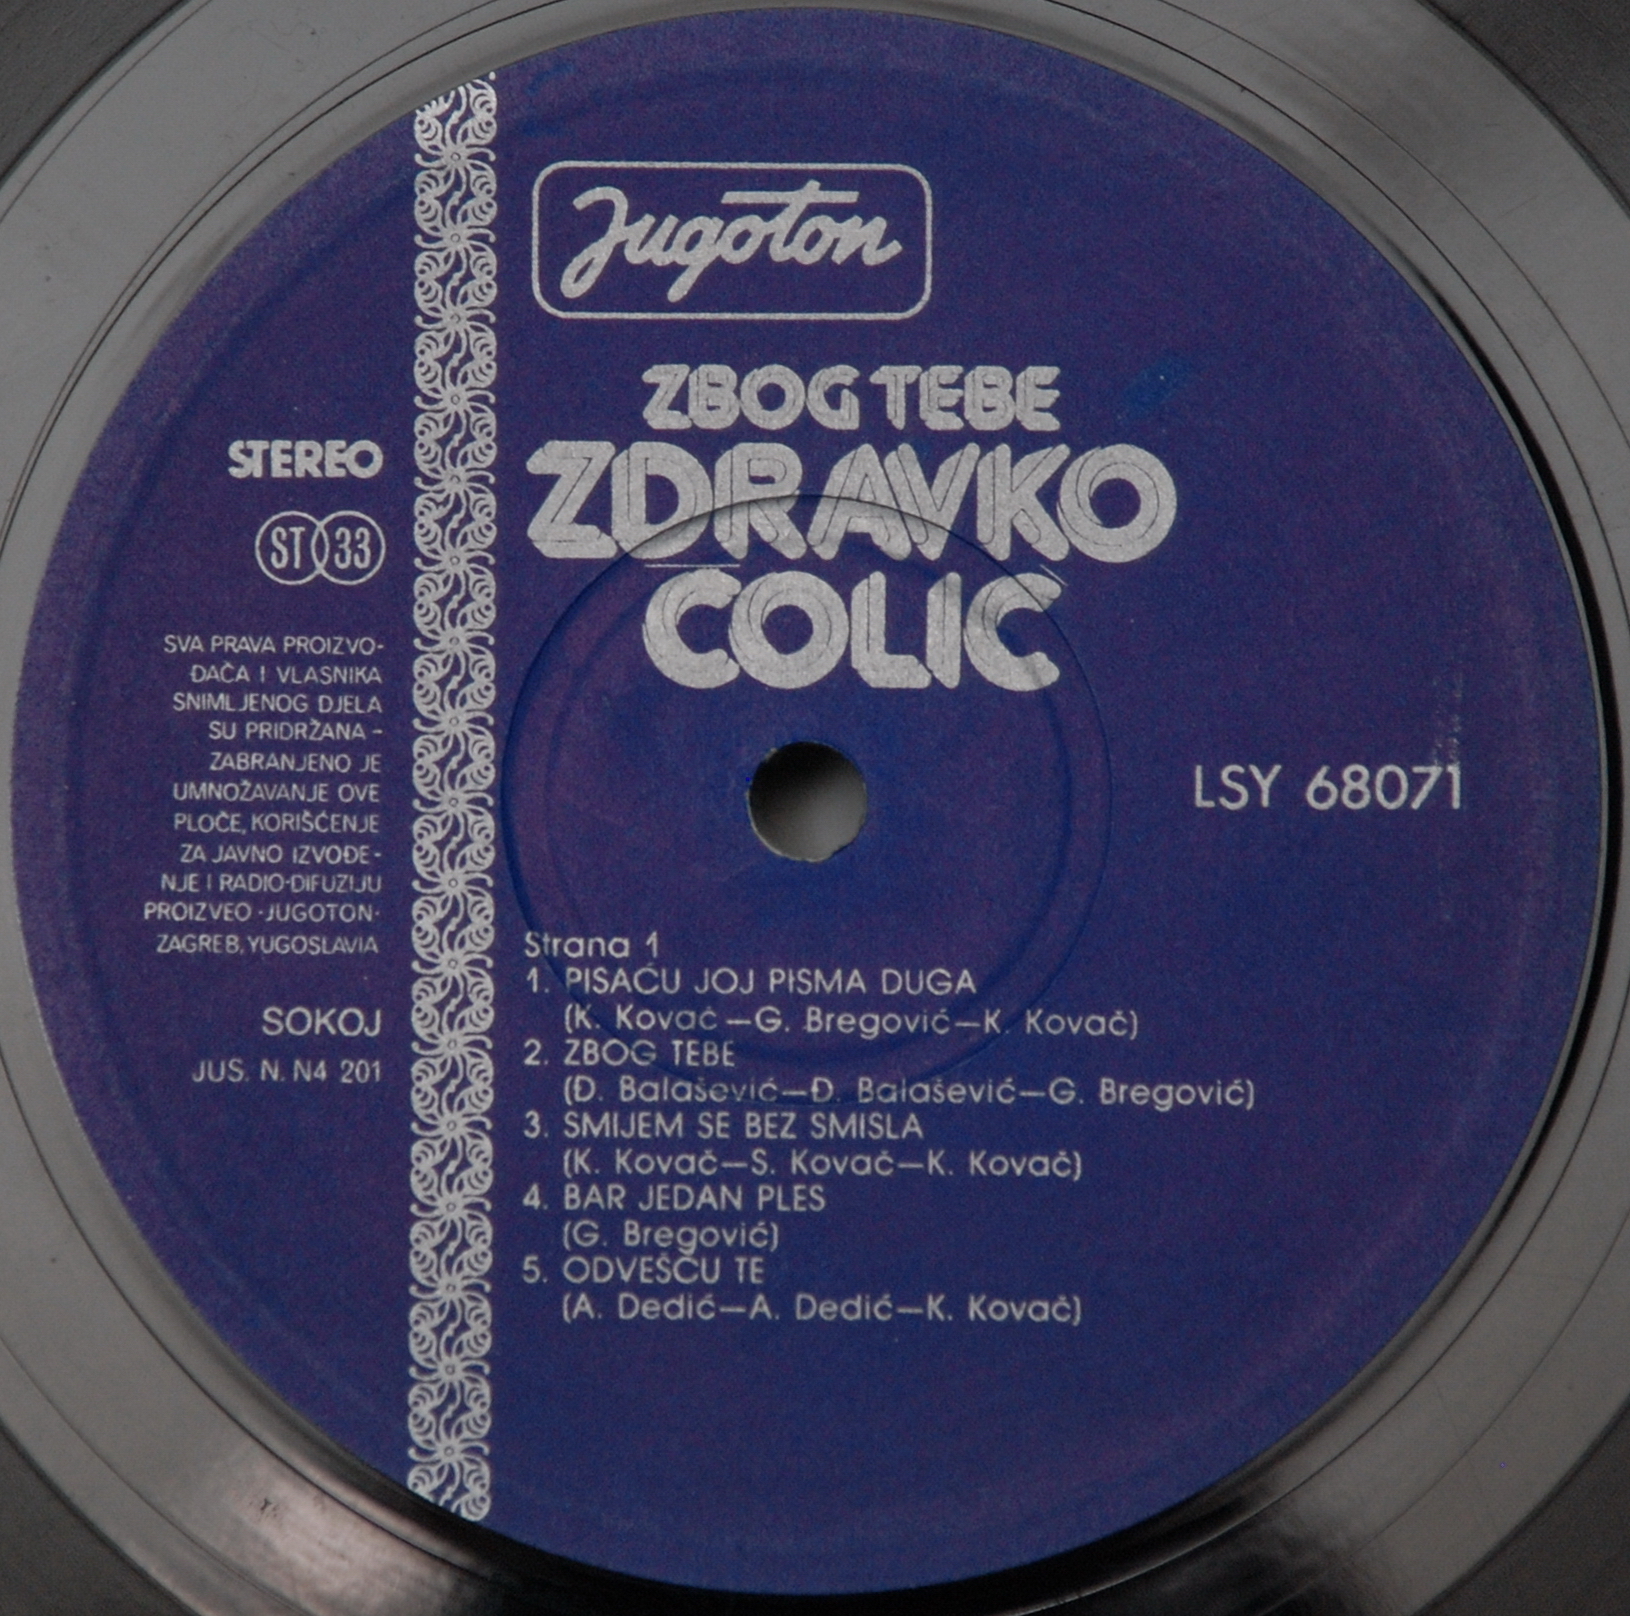 Jugoton
ZBOG TEBE
ZDRAVKO
ČOLIĆ
STEREO
ST 33
SVA PRAVA PROIZVO-
ĐAČA I VLASNIKA
SNIMLJENOG DJELA
SU PRIDRŽANA -
ZABRANJENO JE
UMNOŽAVANJE OVE
PLOČE, KORIŠĆENJE
ZA JAVNO IZVOĐE-
NJE I RADIO-DIFUZIJU
PROIZVEO -JUGOTON-
ZAGREB, YUGOSLAVIA
SOKOJ
JUS. N. N4 201
LSY 68071
Strana 1
1. PISAĆU JOJ PISMA DUGA
(K. Kovač—G. Bregović—K. Kovač)
2. ZBOG TEBE
(Đ. Balašević—Đ. Balašević—G. Bregović)
3. SMIJEM SE BEZ SMISLA
(K. Kovač—S. Kovač—K. Kovač)
4. BAR JEDAN PLES
(G. Bregović)
5. ODVEŠĆU TE
(A. Dedić—A. Dedić—K. Kovač)